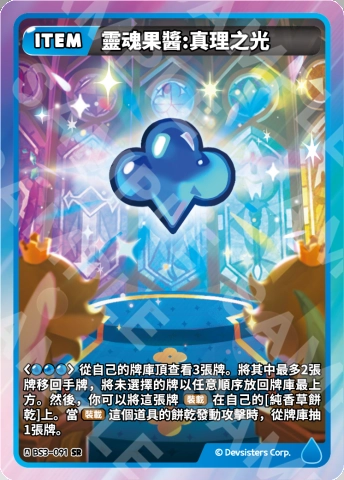 ITEM
靈魂果醬:真理之光
從自己的牌庫頂查看3張牌。將其中最多2張
牌移回手牌，將未選擇的牌以任意順序放回牌庫最上
方。然後，你可以將這張牌 裝載 在自己的[純香草餅
乾]上。當 裝載 這個道具的餅乾發動攻擊時，從牌庫抽
1張牌。
BS3-091 SR
© Devsisters Corp.